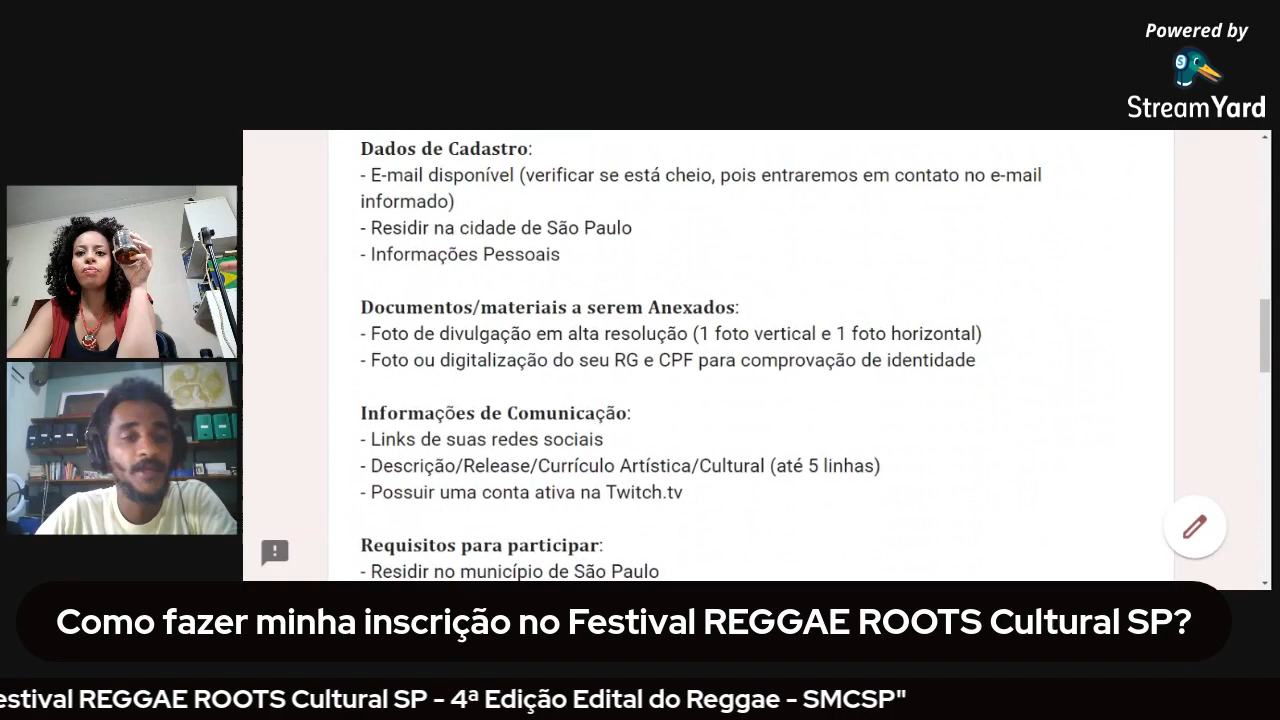 Powered by
StreamYard
Dados de Cadastro:
- E-mail disponível (verificar se está cheio, pois entraremos em contato no e-mail
informado)
- Residir na cidade de São Paulo
- Informações Pessoais
Documentos/materiais a serem Anexados:
- Foto de divulgação em alta resolução (1 foto vertical e 1 foto horizontal)
- Foto ou digitalização do seu RG e CPF para comprovação de identidade
Informações de Comunicação:
- Links de suas redes sociais
- Descrição/Release/Currículo Artística/Cultural (até 5 linhas)
- Possuir uma conta ativa na Twitch.tv
Requisitos para participar:
- Residir no município de São Paulo
Como fazer minha inscrição no Festival REGGAE ROOTS Cultural SP?
estival REGGAE ROOTS Cultural SP - 4ª Edição Edital do Reggae - SMCSP"